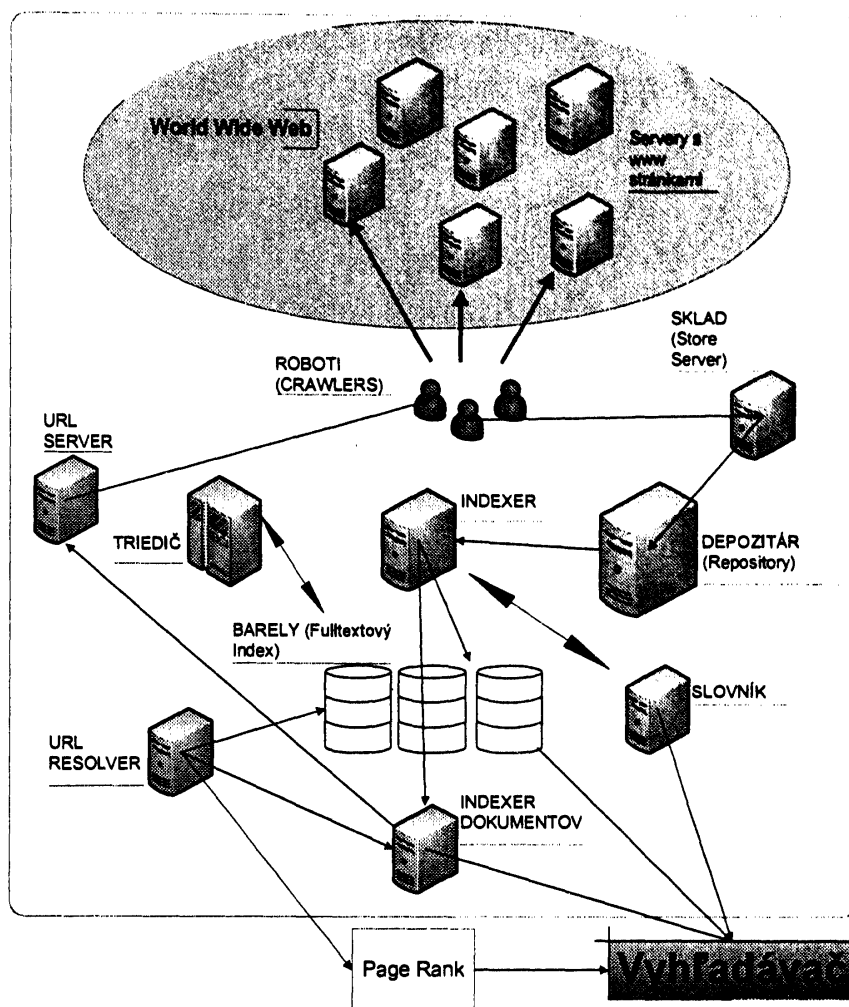 World Wide Web
Servery s
www
stránkami
SKLAD
(Store
Server)
ROBOTI
(CRAWLERS)
URL
SERVER
TRIEDIČ
INDEXER
DEPOZITÁR
(Repository)
BARELY (Fulltextový
Index)
SLOVNÍK
URL
RESOLVER
INDEXER
DOKUMENTOV
Page Rank
Vyhľadávač